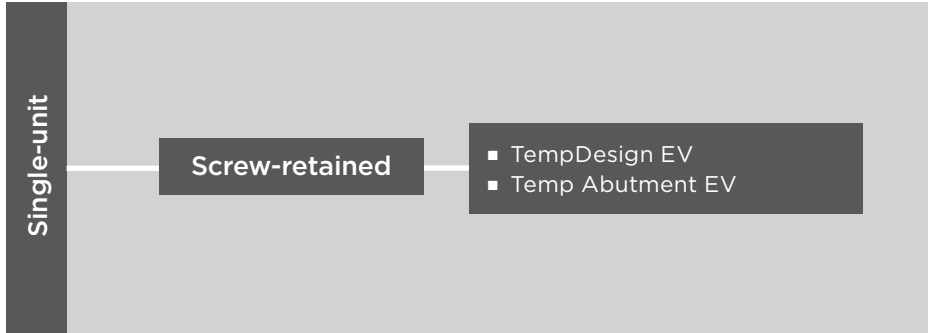 Single-unit
Screw-retained
TempDesign EV
Temp Abutment EV